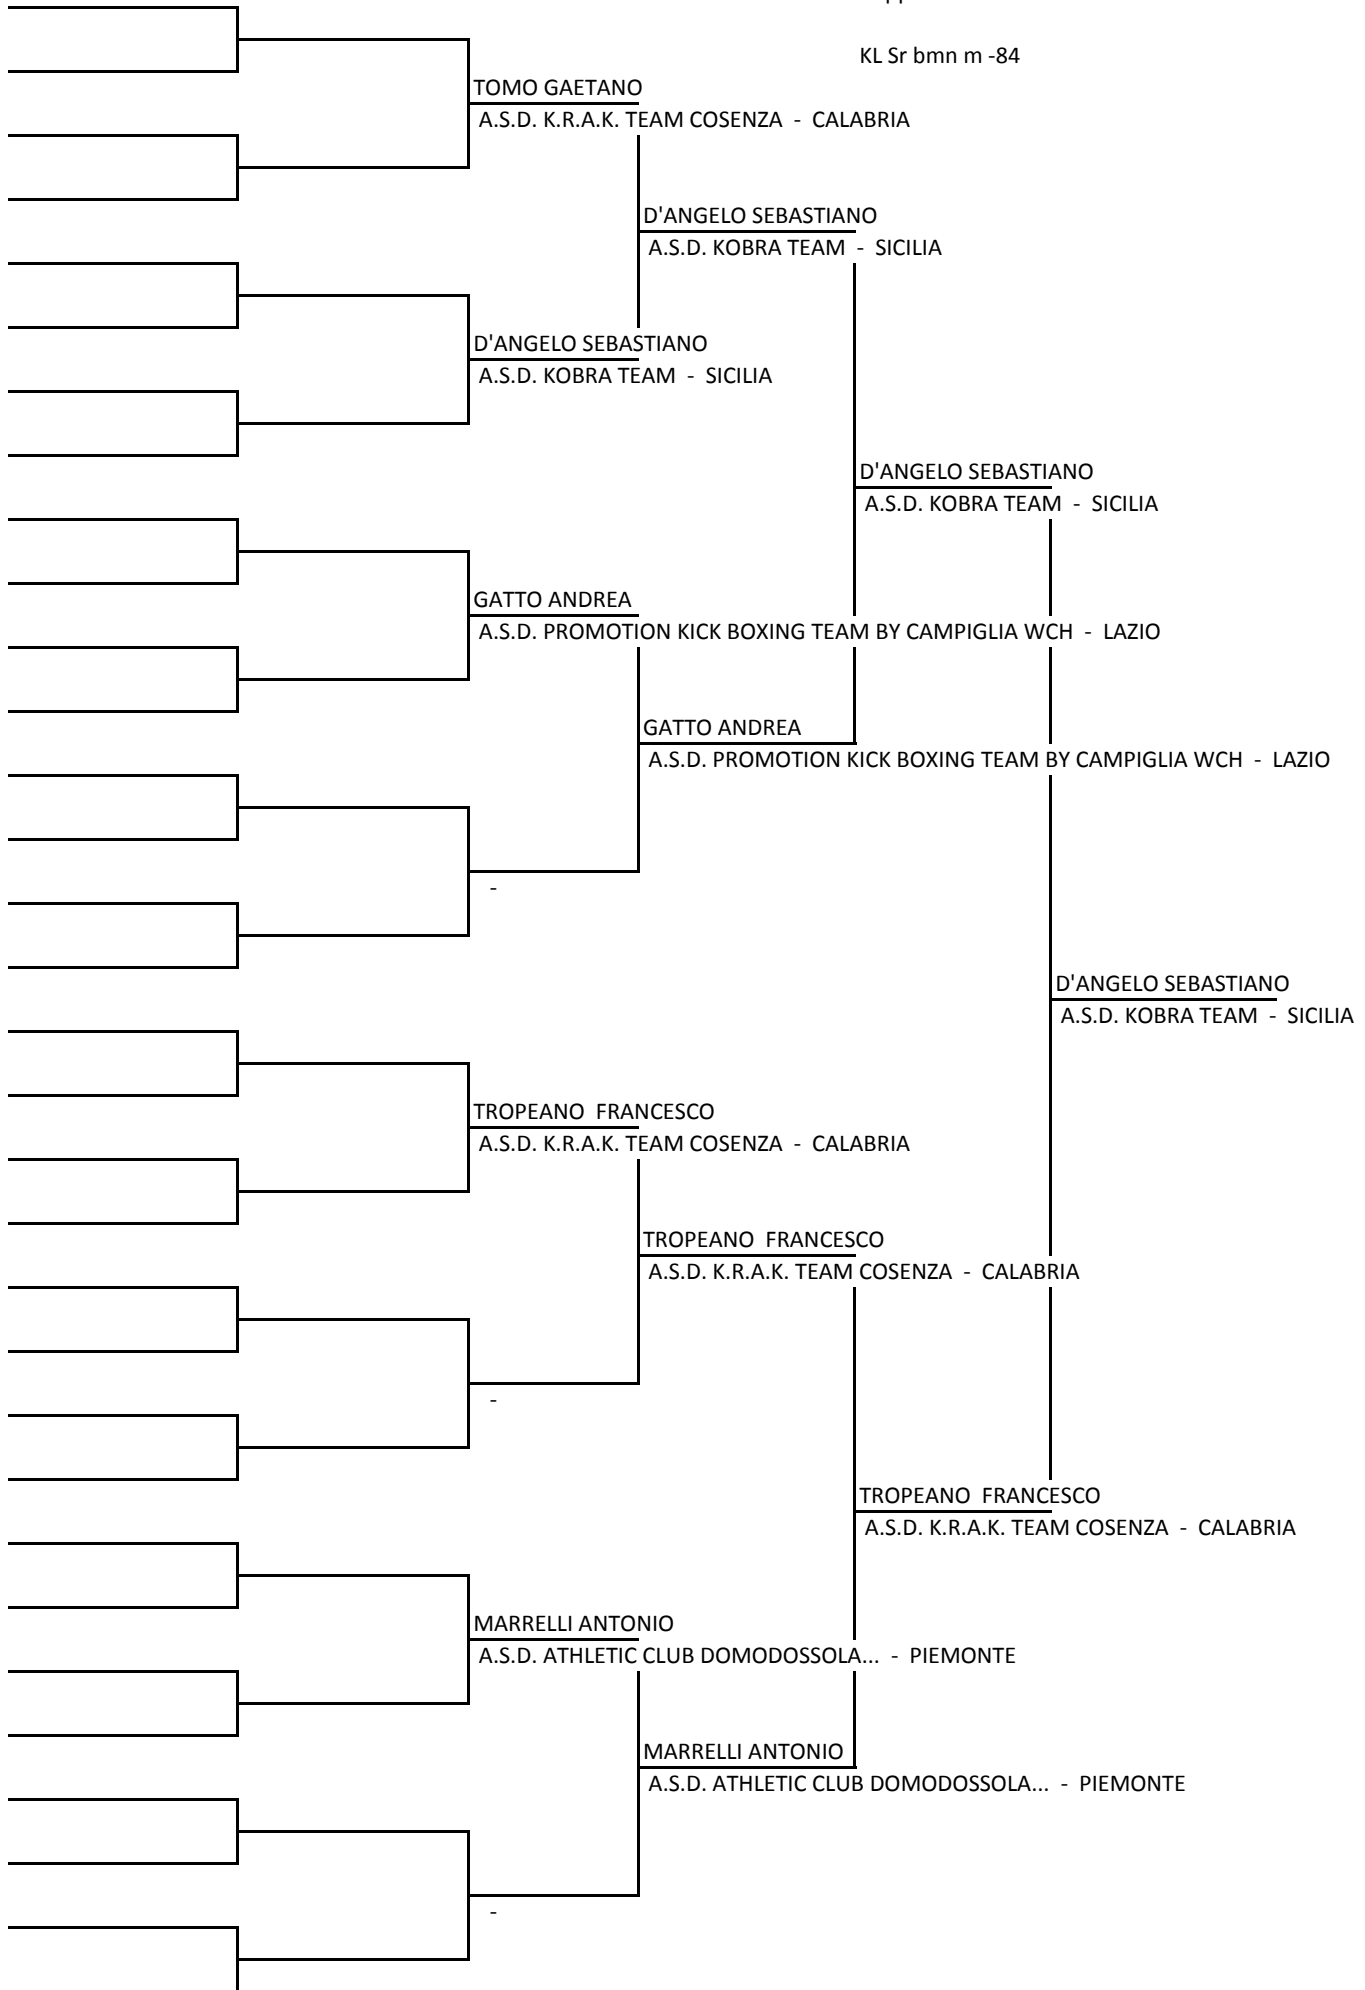 KL Sr bmn m -84
TOMO GAETANO
A.S.D. K.R.A.K. TEAM COSENZA - CALABRIA
D'ANGELO SEBASTIANO
A.S.D. KOBRA TEAM - SICILIA
D'ANGELO SEBASTIANO
A.S.D. KOBRA TEAM - SICILIA
D'ANGELO SEBASTIANO
A.S.D. KOBRA TEAM - SICILIA
GATTO ANDREA
A.S.D. PROMOTION KICK BOXING TEAM BY CAMPIGLIA WCH - LAZIO
GATTO ANDREA
A.S.D. PROMOTION KICK BOXING TEAM BY CAMPIGLIA WCH - LAZIO
-
D'ANGELO SEBASTIANO
A.S.D. KOBRA TEAM - SICILIA
TROPEANO  FRANCESCO
A.S.D. K.R.A.K. TEAM COSENZA - CALABRIA
TROPEANO  FRANCESCO
A.S.D. K.R.A.K. TEAM COSENZA - CALABRIA
-
TROPEANO  FRANCESCO
A.S.D. K.R.A.K. TEAM COSENZA - CALABRIA
MARRELLI ANTONIO
A.S.D. ATHLETIC CLUB DOMODOSSOLA... - PIEMONTE
MARRELLI ANTONIO
A.S.D. ATHLETIC CLUB DOMODOSSOLA... - PIEMONTE
-